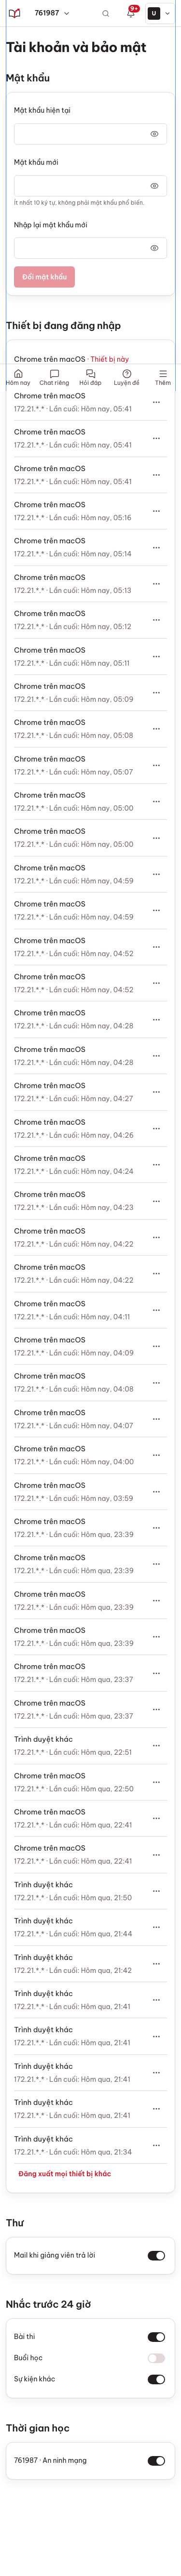 761987
9+
U
Tài khoản và bảo mật
Mật khẩu
Mật khẩu hiện tại
Mật khẩu mới
Ít nhất 10 ký tự, không phải mật khẩu phổ biến.
Nhập lại mật khẩu mới
Đổi mật khẩu
Thiết bị đang đăng nhập
Chrome trên macOS · Thiết bị này
Hôm nay
Chat riêng
Hỏi đáp
Luyện đề
Thêm
Chrome trên macOS
172.21.*.* · Lần cuối: Hôm nay, 05:41
Chrome trên macOS
172.21.*.* · Lần cuối: Hôm nay, 05:41
Chrome trên macOS
172.21.*.* · Lần cuối: Hôm nay, 05:41
Chrome trên macOS
172.21.*.* · Lần cuối: Hôm nay, 05:16
Chrome trên macOS
172.21.*.* · Lần cuối: Hôm nay, 05:14
Chrome trên macOS
172.21.*.* · Lần cuối: Hôm nay, 05:13
Chrome trên macOS
172.21.*.* · Lần cuối: Hôm nay, 05:12
Chrome trên macOS
172.21.*.* · Lần cuối: Hôm nay, 05:11
Chrome trên macOS
172.21.*.* · Lần cuối: Hôm nay, 05:09
Chrome trên macOS
172.21.*.* · Lần cuối: Hôm nay, 05:08
Chrome trên macOS
172.21.*.* · Lần cuối: Hôm nay, 05:07
Chrome trên macOS
172.21.*.* · Lần cuối: Hôm nay, 05:00
Chrome trên macOS
172.21.*.* · Lần cuối: Hôm nay, 05:00
Chrome trên macOS
172.21.*.* · Lần cuối: Hôm nay, 04:59
Chrome trên macOS
172.21.*.* · Lần cuối: Hôm nay, 04:59
Chrome trên macOS
172.21.*.* · Lần cuối: Hôm nay, 04:52
Chrome trên macOS
172.21.*.* · Lần cuối: Hôm nay, 04:52
Chrome trên macOS
172.21.*.* · Lần cuối: Hôm nay, 04:28
Chrome trên macOS
172.21.*.* · Lần cuối: Hôm nay, 04:28
Chrome trên macOS
172.21.*.* · Lần cuối: Hôm nay, 04:27
Chrome trên macOS
172.21.*.* · Lần cuối: Hôm nay, 04:26
Chrome trên macOS
172.21.*.* · Lần cuối: Hôm nay, 04:24
Chrome trên macOS
172.21.*.* · Lần cuối: Hôm nay, 04:23
Chrome trên macOS
172.21.*.* · Lần cuối: Hôm nay, 04:22
Chrome trên macOS
172.21.*.* · Lần cuối: Hôm nay, 04:22
Chrome trên macOS
172.21.*.* · Lần cuối: Hôm nay, 04:11
Chrome trên macOS
172.21.*.* · Lần cuối: Hôm nay, 04:09
Chrome trên macOS
172.21.*.* · Lần cuối: Hôm nay, 04:08
Chrome trên macOS
172.21.*.* · Lần cuối: Hôm nay, 04:07
Chrome trên macOS
172.21.*.* · Lần cuối: Hôm nay, 04:00
Chrome trên macOS
172.21.*.* · Lần cuối: Hôm nay, 03:59
Chrome trên macOS
172.21.*.* · Lần cuối: Hôm qua, 23:39
Chrome trên macOS
172.21.*.* · Lần cuối: Hôm qua, 23:39
Chrome trên macOS
172.21.*.* · Lần cuối: Hôm qua, 23:39
Chrome trên macOS
172.21.*.* · Lần cuối: Hôm qua, 23:39
Chrome trên macOS
172.21.*.* · Lần cuối: Hôm qua, 23:37
Chrome trên macOS
172.21.*.* · Lần cuối: Hôm qua, 23:37
Trình duyệt khác
172.21.*.* · Lần cuối: Hôm qua, 22:51
Chrome trên macOS
172.21.*.* · Lần cuối: Hôm qua, 22:50
Chrome trên macOS
172.21.*.* · Lần cuối: Hôm qua, 22:41
Chrome trên macOS
172.21.*.* · Lần cuối: Hôm qua, 22:41
Trình duyệt khác
172.21.*.* · Lần cuối: Hôm qua, 21:50
Trình duyệt khác
172.21.*.* · Lần cuối: Hôm qua, 21:44
Trình duyệt khác
172.21.*.* · Lần cuối: Hôm qua, 21:42
Trình duyệt khác
172.21.*.* · Lần cuối: Hôm qua, 21:41
Trình duyệt khác
172.21.*.* · Lần cuối: Hôm qua, 21:41
Trình duyệt khác
172.21.*.* · Lần cuối: Hôm qua, 21:41
Trình duyệt khác
172.21.*.* · Lần cuối: Hôm qua, 21:41
Trình duyệt khác
172.21.*.* · Lần cuối: Hôm qua, 21:34
Đăng xuất mọi thiết bị khác
Thư
Mail khi giảng viên trả lời
Nhắc trước 24 giờ
Bài thi
Buổi học
Sự kiện khác
Thời gian học
761987 · An ninh mạng